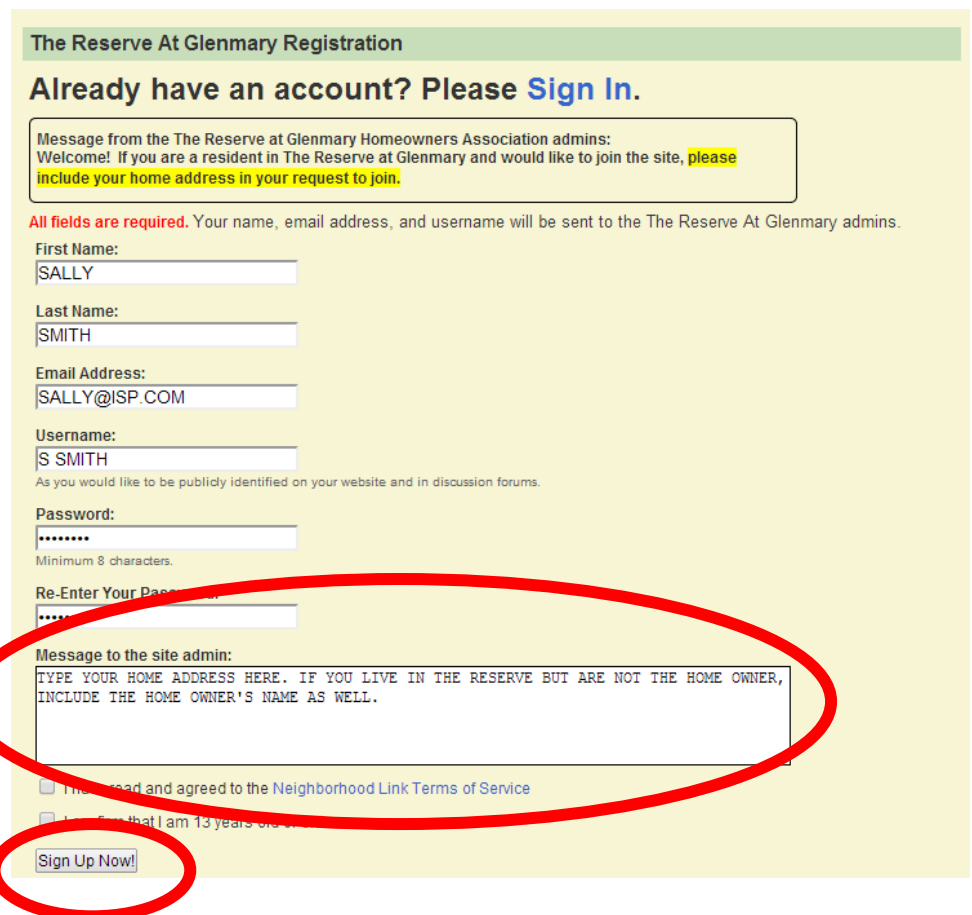 The Reserve At Glenmary Registration
Already have an account? Please Sign In.
Message from the The Reserve at Glenmary Homeowners Association admins:
Welcome! If you are a resident in The Reserve at Glenmary and would like to join the site, please
include your home address in your request to join.
All fields are required. Your name, email address, and username will be sent to the The Reserve At Glenmary admins.
First Name:
SALLY
Last Name:
SMITH
Email Address:
SALLY@ISP.COM
Username:
S SMITH
As you would like to be publicly identified on your website and in discussion forums.
Password:
••••••••
Minimum 8 characters.
Re-Enter Your Password:
Message to the site admin:
TYPE YOUR HOME ADDRESS HERE. IF YOU LIVE IN THE RESERVE BUT ARE NOT THE HOME OWNER,
INCLUDE THE HOME OWNER'S NAME AS WELL.
I read and agreed to the Neighborhood Link Terms of Service
I that I am 13 years old
Sign Up Now!